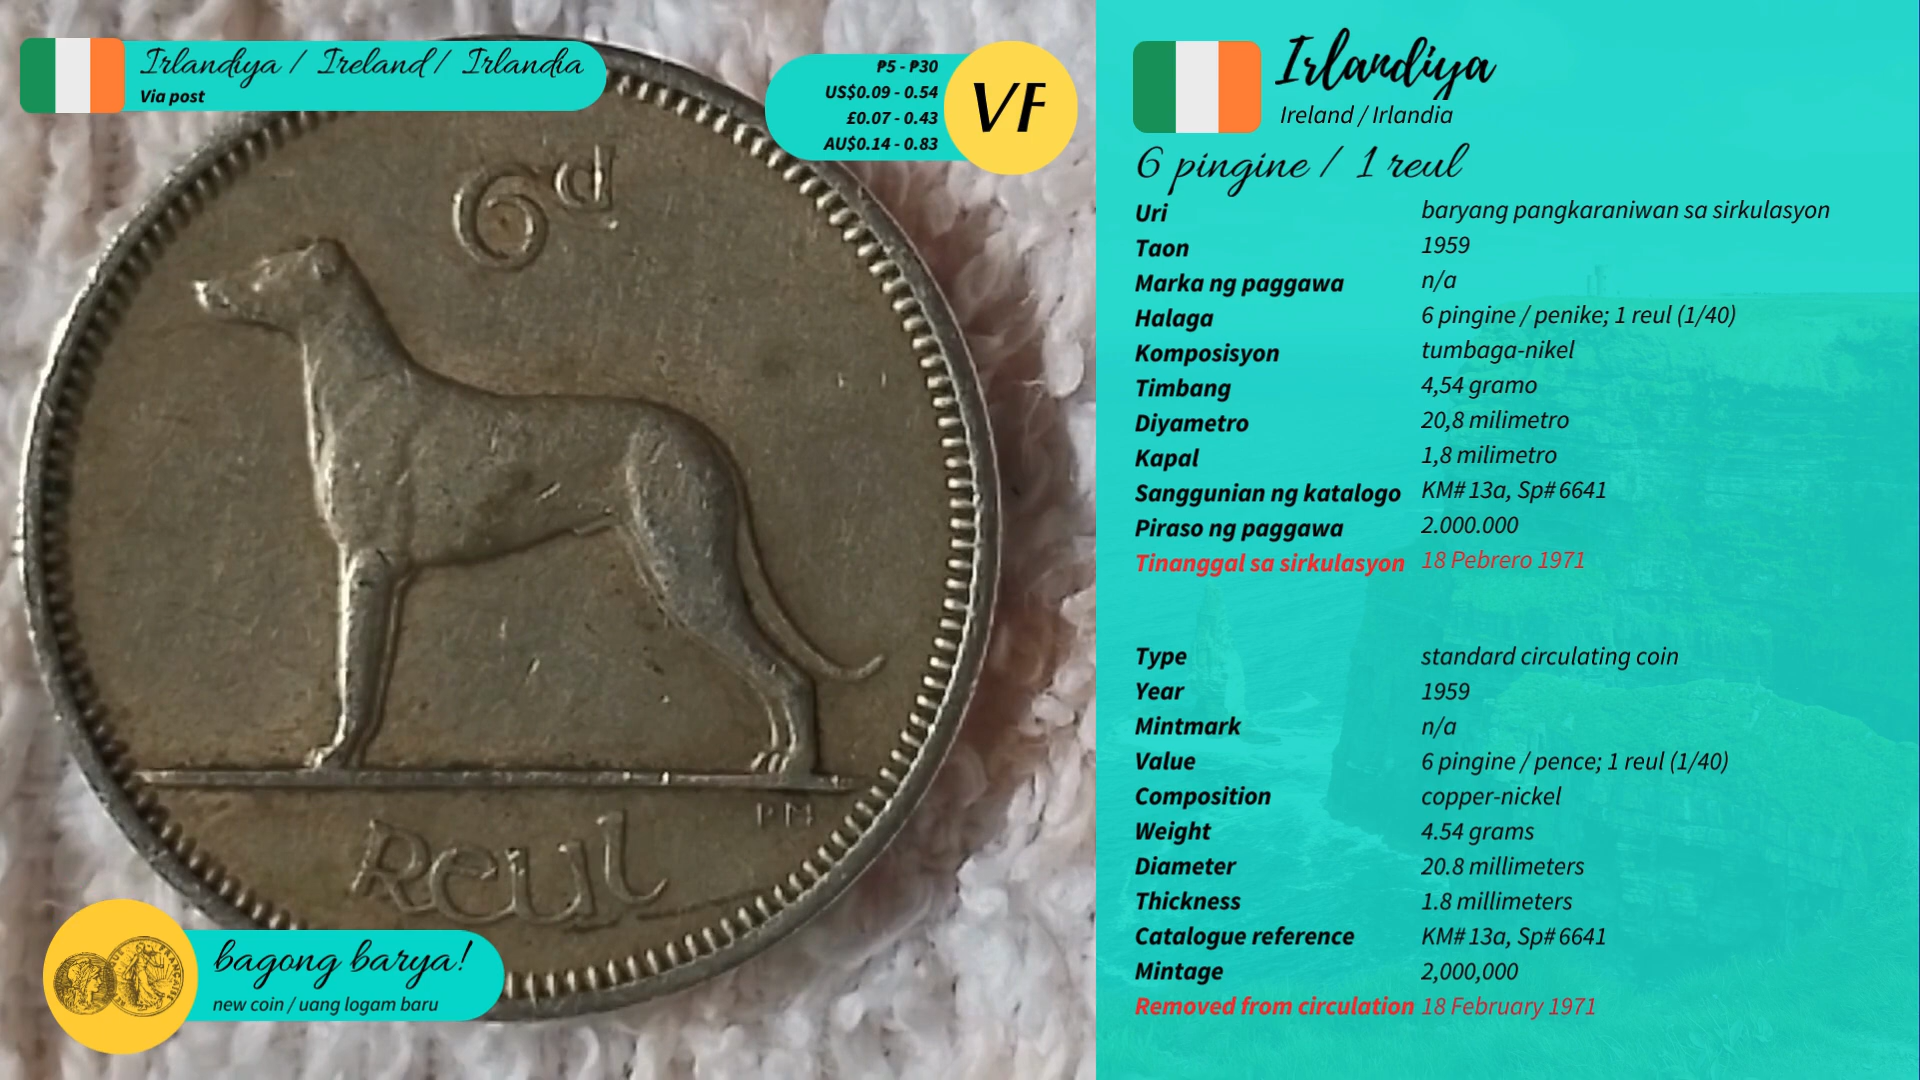 Irlandiya / Ireland / Irlandia
Via post
₱5 - ₱30
US$0.09 - 0.54
£0.07 - 0.43
AU$0.14 - 0.83
VF
6d
PM
Reul
bagong barya!
new coin / uang logam baru
Irlandiya
Ireland / Irlandia
6 pingine / 1 reul
Uri baryang pangkaraniwan sa sirkulasyon
Taon 1959
Marka ng paggawa n/a
Halaga 6 pingine / penike; 1 reul (1/40)
Komposisyon tumbaga-nikel
Timbang 4,54 gramo
Diyametro 20,8 milimetro
Kapal 1,8 milimetro
Sanggunian ng katalogo KM# 13a, Sp# 6641
Piraso ng paggawa 2.000.000
Tinanggal sa sirkulasyon 18 Pebrero 1971
Type standard circulating coin
Year 1959
Mintmark n/a
Value 6 pingine / pence; 1 reul (1/40)
Composition copper-nickel
Weight 4.54 grams
Diameter 20.8 millimeters
Thickness 1.8 millimeters
Catalogue reference KM# 13a, Sp# 6641
Mintage 2,000,000
Removed from circulation 18 February 1971